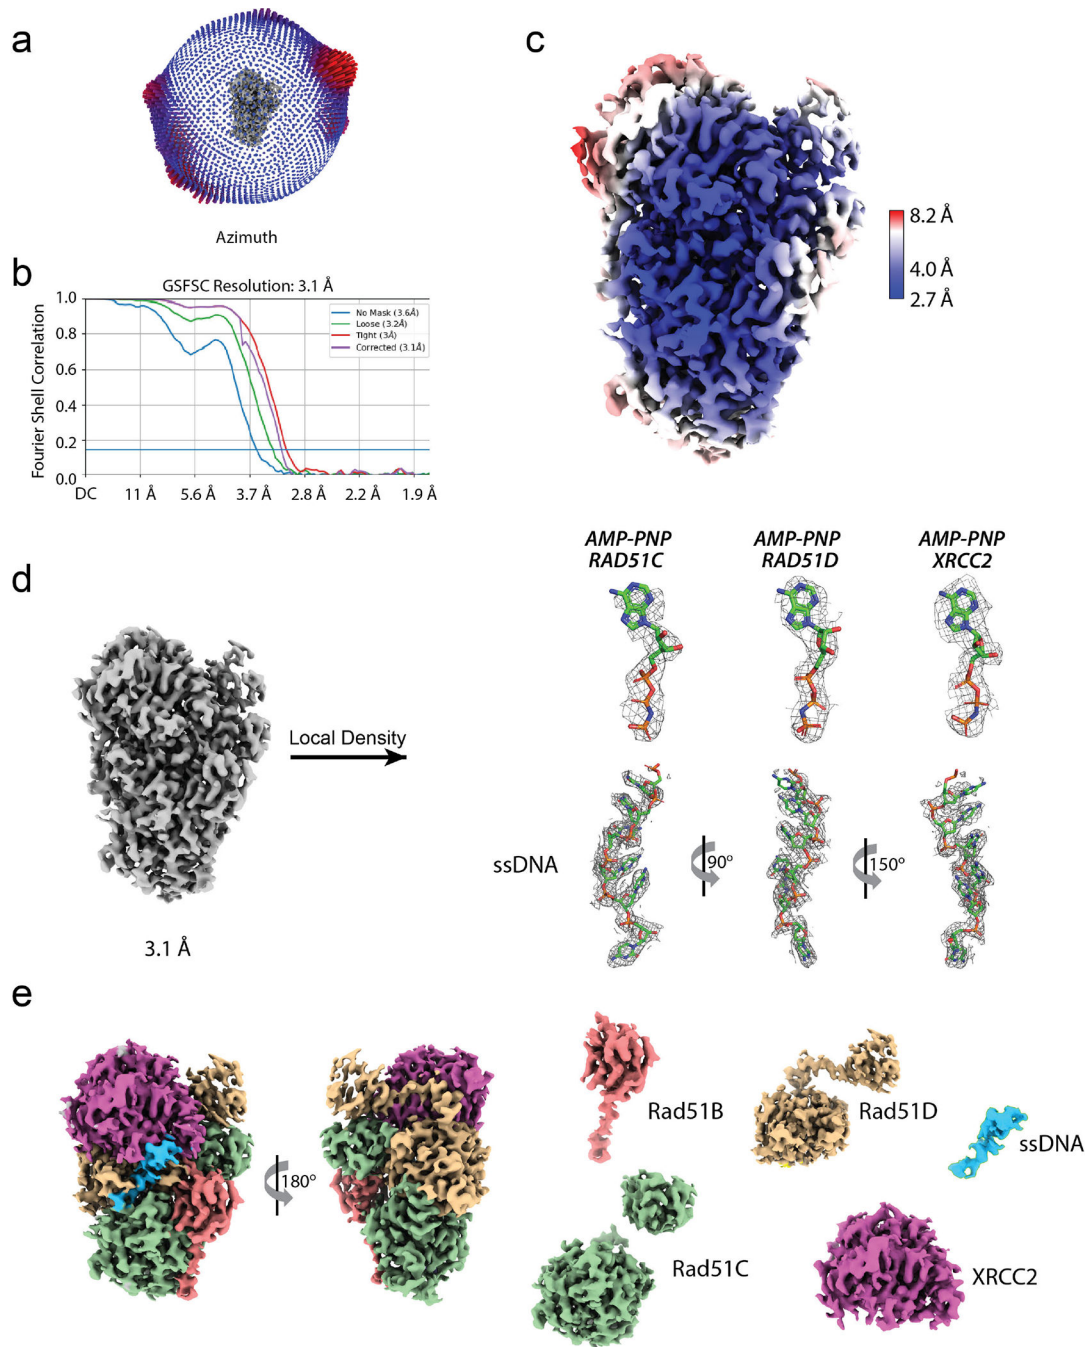 a
Azimuth
b
GSFSC Resolution: 3.1 Å
Fourier Shell Correlation
1.0
0.8
0.6
0.4
0.2
0.0
No Mask (3.6Å)
Loose (3.2Å)
Tight (3Å)
Corrected (3.1Å)
DC 11 Å 5.6 Å 3.7 Å 2.8 Å 2.2 Å 1.9 Å
c
8.2 Å
4.0 Å
2.7 Å
d
3.1 Å
Local Density
AMP-PNP
RAD51C
AMP-PNP
RAD51D
AMP-PNP
XRCC2
ssDNA
90°
150°
e
180°
Rad51B
Rad51D
ssDNA
Rad51C
XRCC2